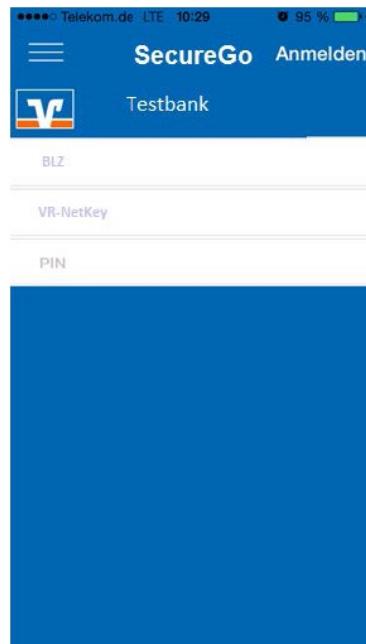 Telekom.de LTE 10:29 95 %
SecureGo Anmelden
Testbank
BLZ
VR-NetKey
PIN